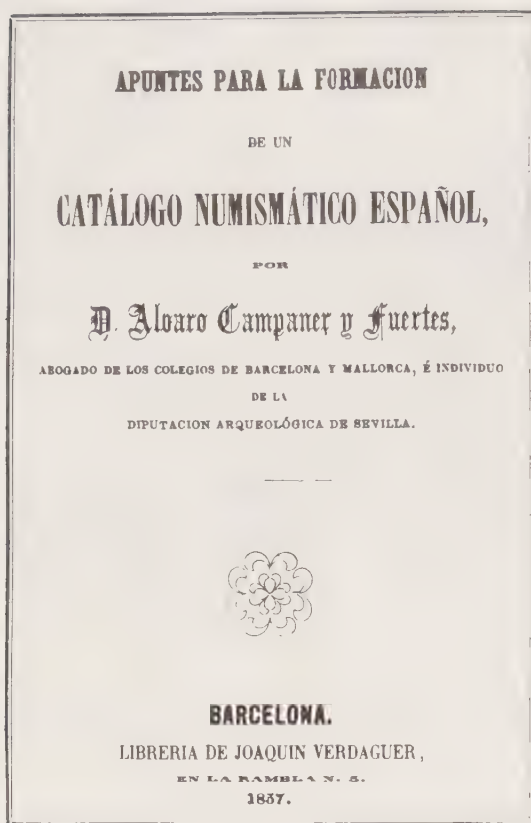 APUNTES PARA LA FORMACION
DE UN
CATÁLOGO NUMISMÁTICO ESPAÑOL,
POR
D. Alvaro Campaner y Fuertes,
ABOGADO DE LOS COLEGIOS DE BARCELONA Y MALLORCA, É INDIVIDUO
DE LA
DIPUTACION ARQUEOLÓGICA DE SEVILLA.
BARCELONA.
LIBRERIA DE JOAQUIN VERDAGUER,
EN LA RAMBLA N. 5.
1857.